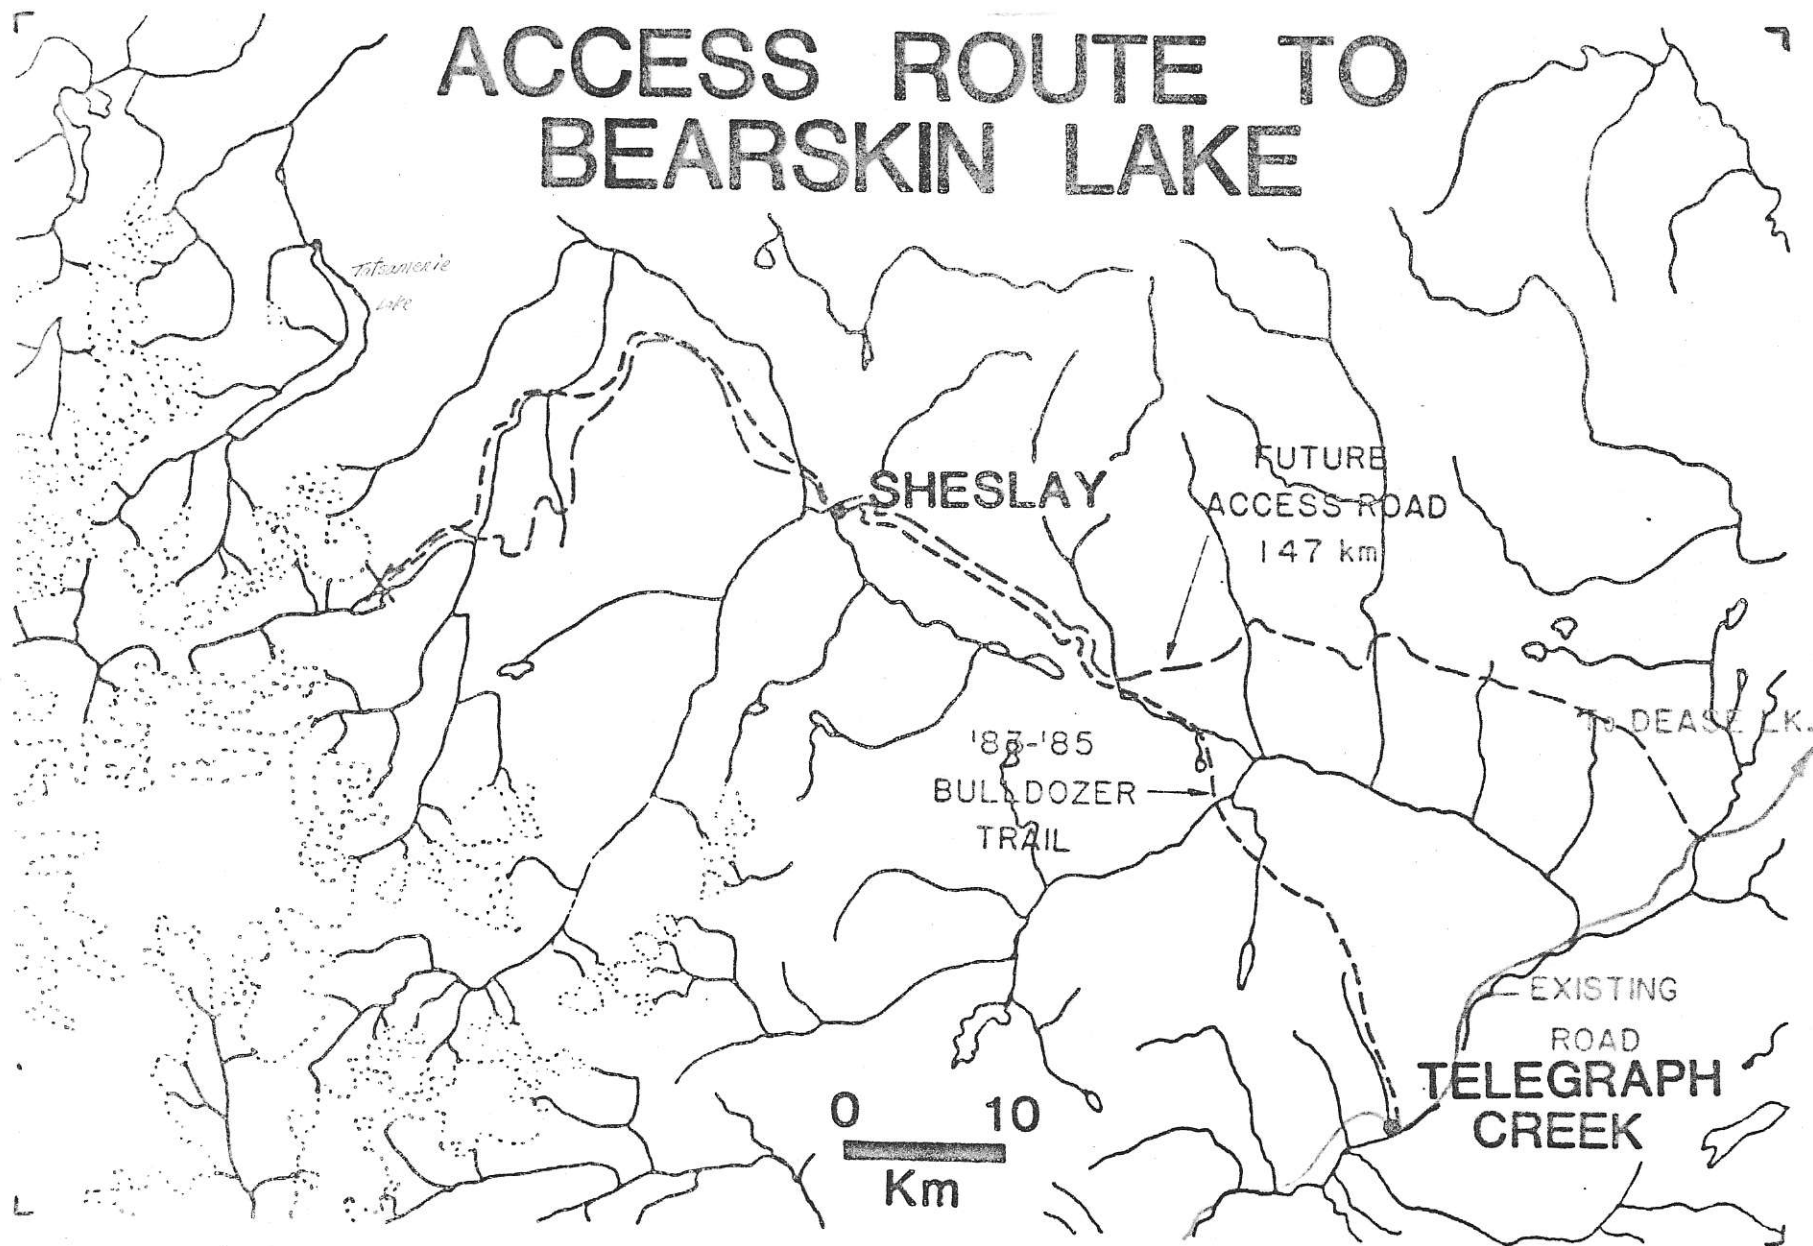 ACCESS ROUTE TO
BEARSKIN LAKE
Lake
SHESLAY
FUTURE
ACCESS ROAD
147 km
To DEASE LK.
'83-'85
BULLDOZER
TRAIL
EXISTING
ROAD
TELEGRAPH
CREEK
0 10
Km